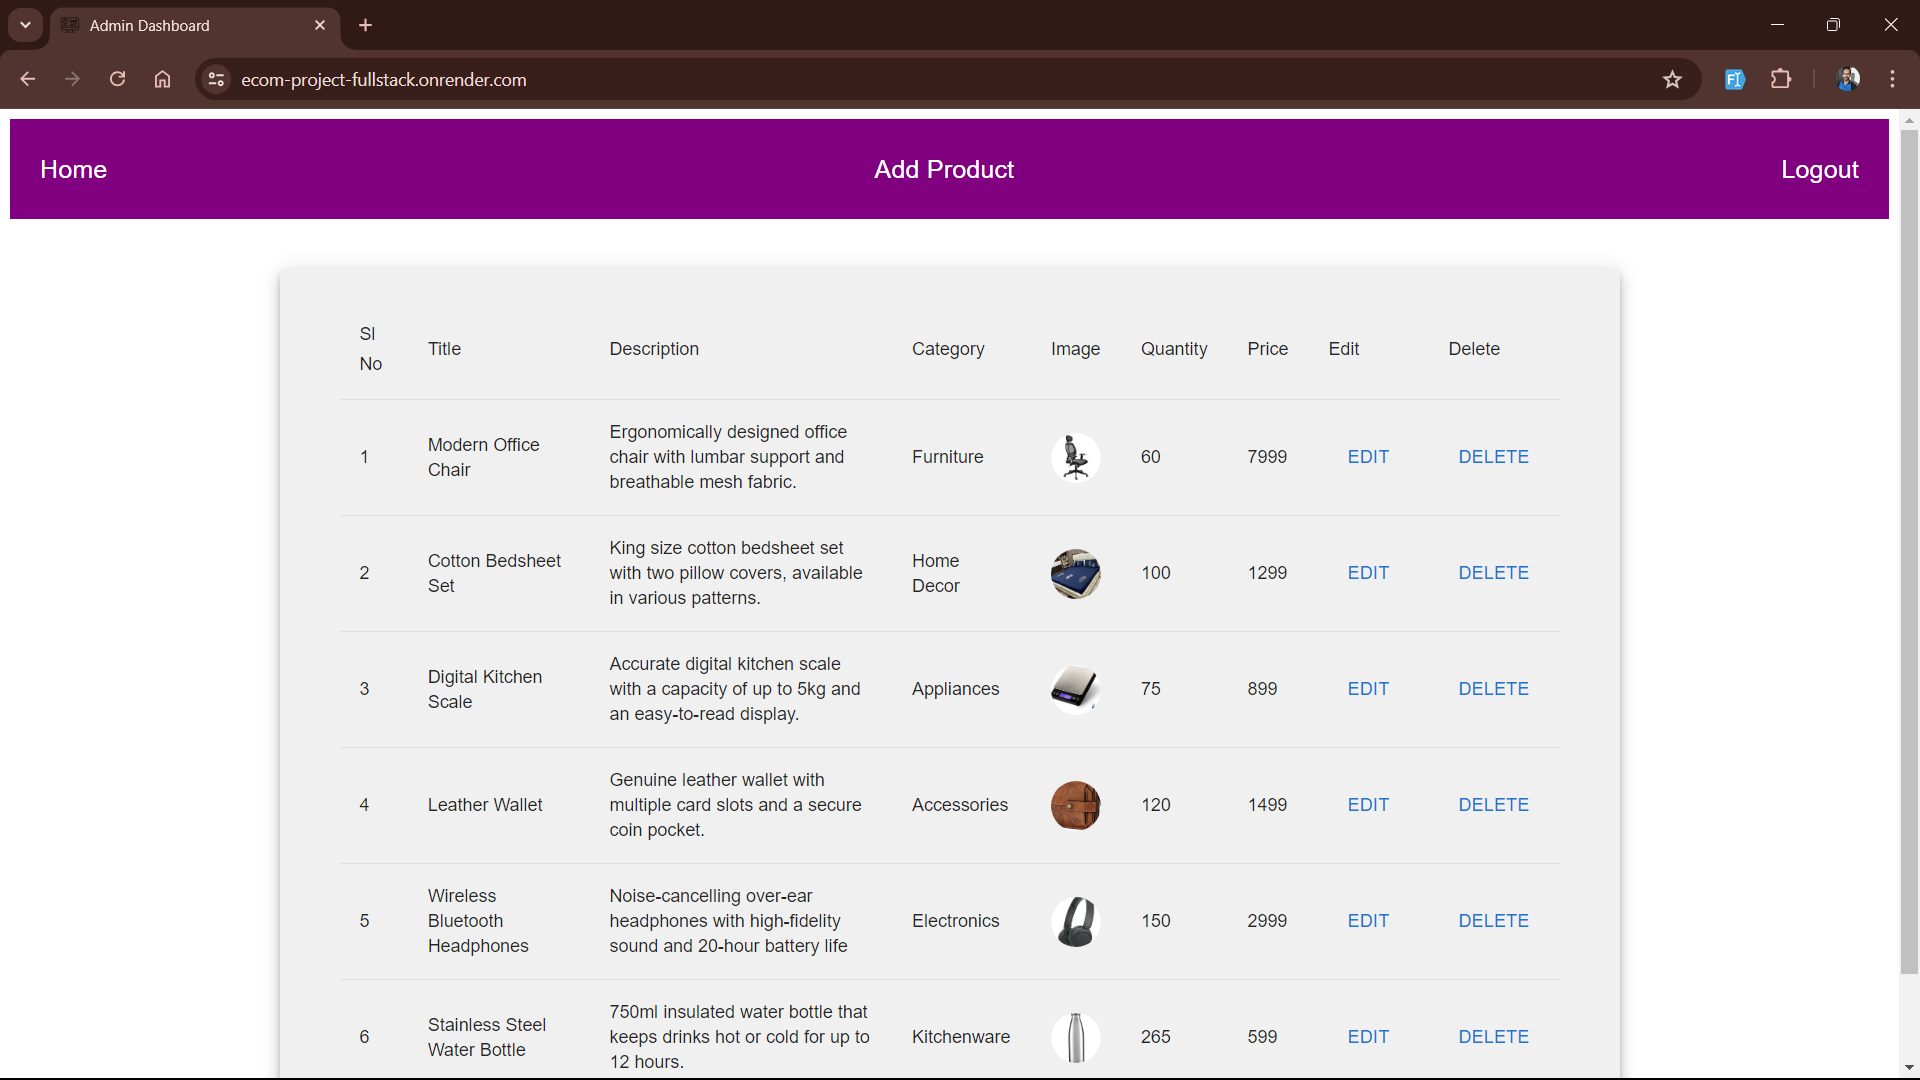 Admin Dashboard
ecom-project-fullstack.onrender.com
Home Add Product Logout
Sl
No
Title
Description
Category
Image
Quantity
Price
Edit
Delete
1
Modern Office
Chair
Ergonomically designed office
chair with lumbar support and
breathable mesh fabric.
Furniture
60
7999
EDIT
DELETE
2
Cotton Bedsheet
Set
King size cotton bedsheet set
with two pillow covers, available
in various patterns.
Home
Decor
100
1299
EDIT
DELETE
3
Digital Kitchen
Scale
Accurate digital kitchen scale
with a capacity of up to 5kg and
an easy-to-read display.
Appliances
75
899
EDIT
DELETE
4
Leather Wallet
Genuine leather wallet with
multiple card slots and a secure
coin pocket.
Accessories
120
1499
EDIT
DELETE
5
Wireless
Bluetooth
Headphones
Noise-cancelling over-ear
headphones with high-fidelity
sound and 20-hour battery life
Electronics
150
2999
EDIT
DELETE
6
Stainless Steel
Water Bottle
750ml insulated water bottle that
keeps drinks hot or cold for up to
12 hours.
Kitchenware
265
599
EDIT
DELETE